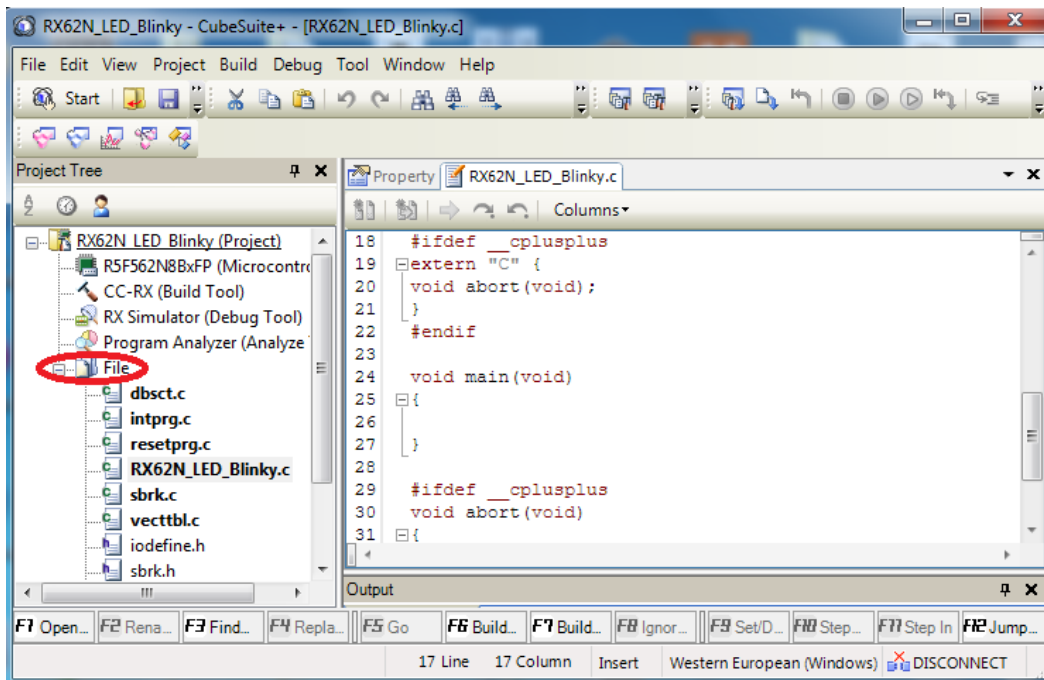 RX62N_LED_Blinky - CubeSuite+ - [RX62N_LED_Blinky.c]
File Edit View Project Build Debug Tool Window Help
Start
Project Tree
RX62N_LED_Blinky (Project)
R5F562N8BxFP (Microcontro
CC-RX (Build Tool)
RX Simulator (Debug Tool)
Program Analyzer (Analyze
File
dbsct.c
intprg.c
resetprg.c
RX62N_LED_Blinky.c
sbrk.c
vecttbl.c
iodefine.h
sbrk.h
Property RX62N_LED_Blinky.c
Columns
18 #ifdef __cplusplus
19 extern "C" {
20 void abort(void);
21 }
22 #endif
23
24 void main(void)
25 {
26
27 }
28
29 #ifdef __cplusplus
30 void abort(void)
31 {
Output
F1 Open... F2 Rena... F3 Find... F4 Repla... F5 Go F6 Build... F7 Build... F8 Ignor... F9 Set/D... F10 Step... F11 Step In F12 Jump...
17 Line 17 Column Insert Western European (Windows) DISCONNECT